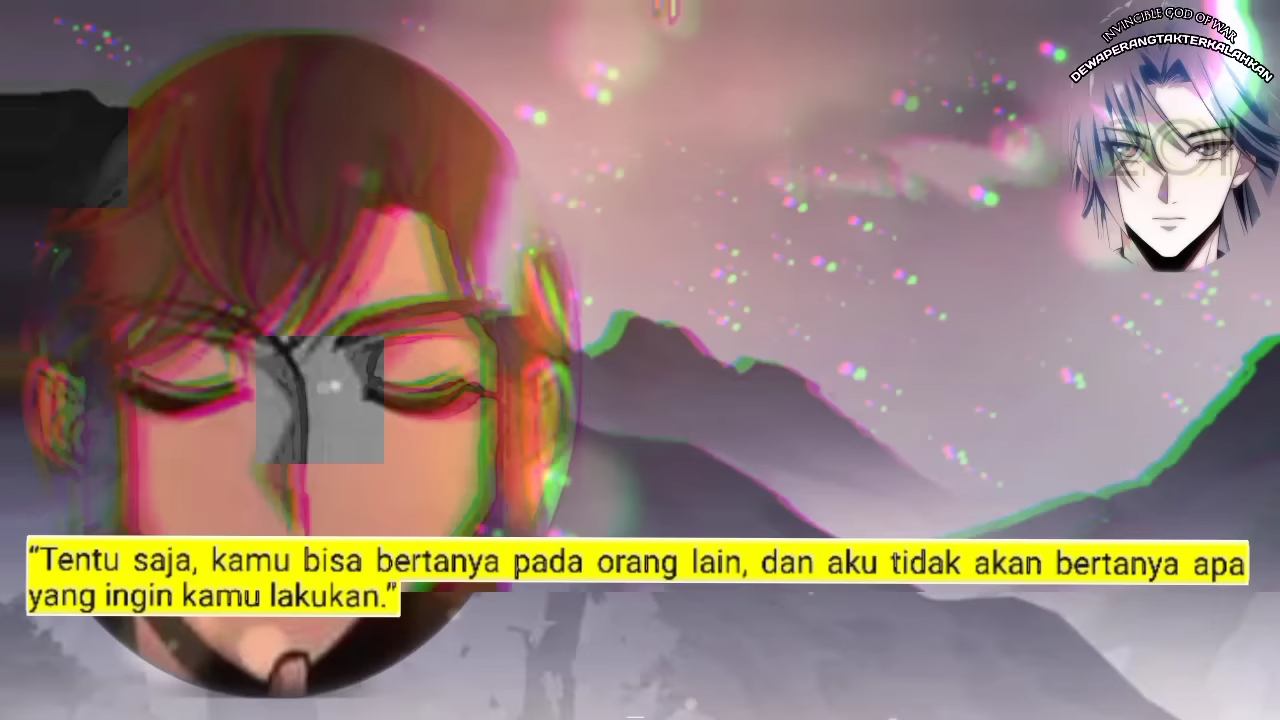 INVINCIBLE GOD OF WAR
DEWAPERANGTAKTERKALAHKAN
“Tentu saja, kamu bisa bertanya pada orang lain, dan aku tidak akan bertanya apa
yang ingin kamu lakukan.”